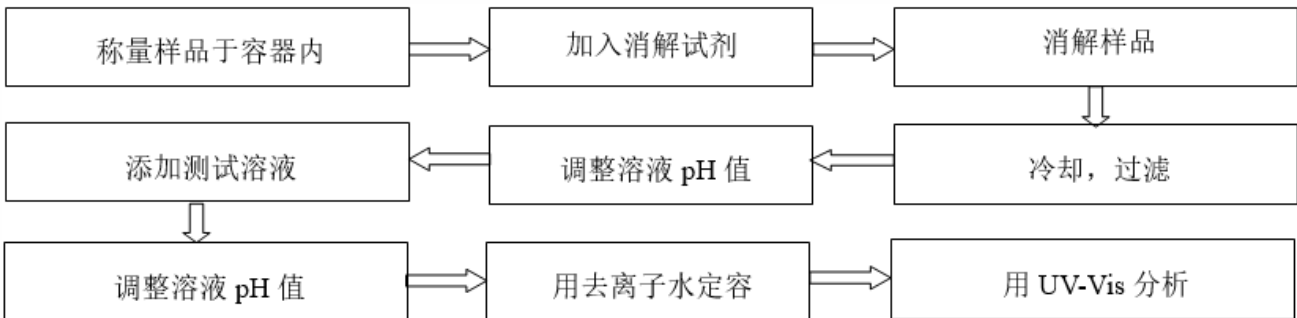 称量样品于容器内
加入消解试剂
消解样品
冷却，过滤
调整溶液 pH 值
添加测试溶液
调整溶液 pH 值
用去离子水定容
用 UV-Vis 分析